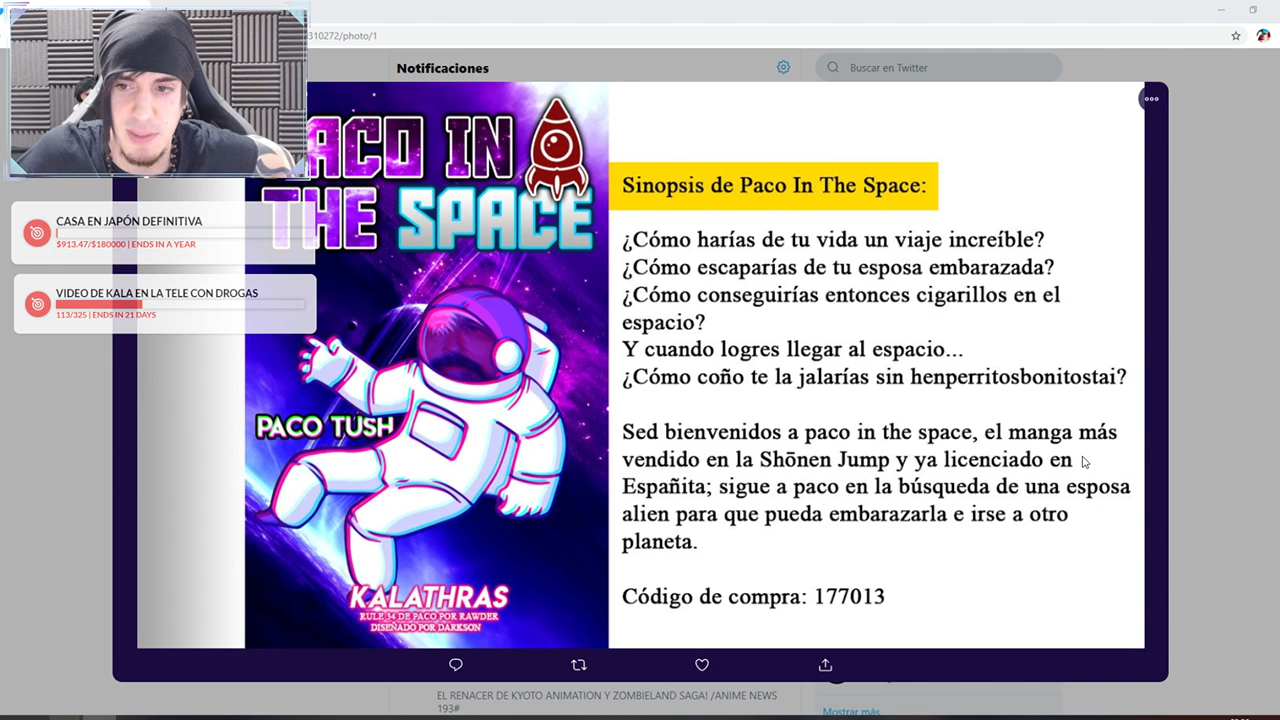 310272/photo/1
Notificaciones
Buscar en Twitter
PACO IN
THE SPACE
Sinopsis de Paco In The Space:
¿Cómo harías de tu vida un viaje increíble?
¿Cómo escaparías de tu esposa embarazada?
¿Cómo conseguirías entonces cigarillos en el
espacio?
Y cuando logres llegar al espacio...
¿Cómo coño te la jalarías sin henperritosbonitostai?
Sed bienvenidos a paco in the space, el manga más
vendido en la Shōnen Jump y ya licenciado en
Españita; sigue a paco en la búsqueda de una esposa
alien para que pueda embarazarla e irse a otro
planeta.
Código de compra: 177013
CASA EN JAPÓN DEFINITIVA
$913.47/$180000 | ENDS IN A YEAR
VIDEO DE KALA EN LA TELE CON DROGAS
113/325 | ENDS IN 21 DAYS
PACO TUSH
KALATHRAS
RULE 34 DE PACO POR RAWDER
DISEÑADO POR DARKSON
EL RENACER DE KYOTO ANIMATION Y ZOMBIELAND SAGA! /ANIME NEWS
193#
Mostrar más